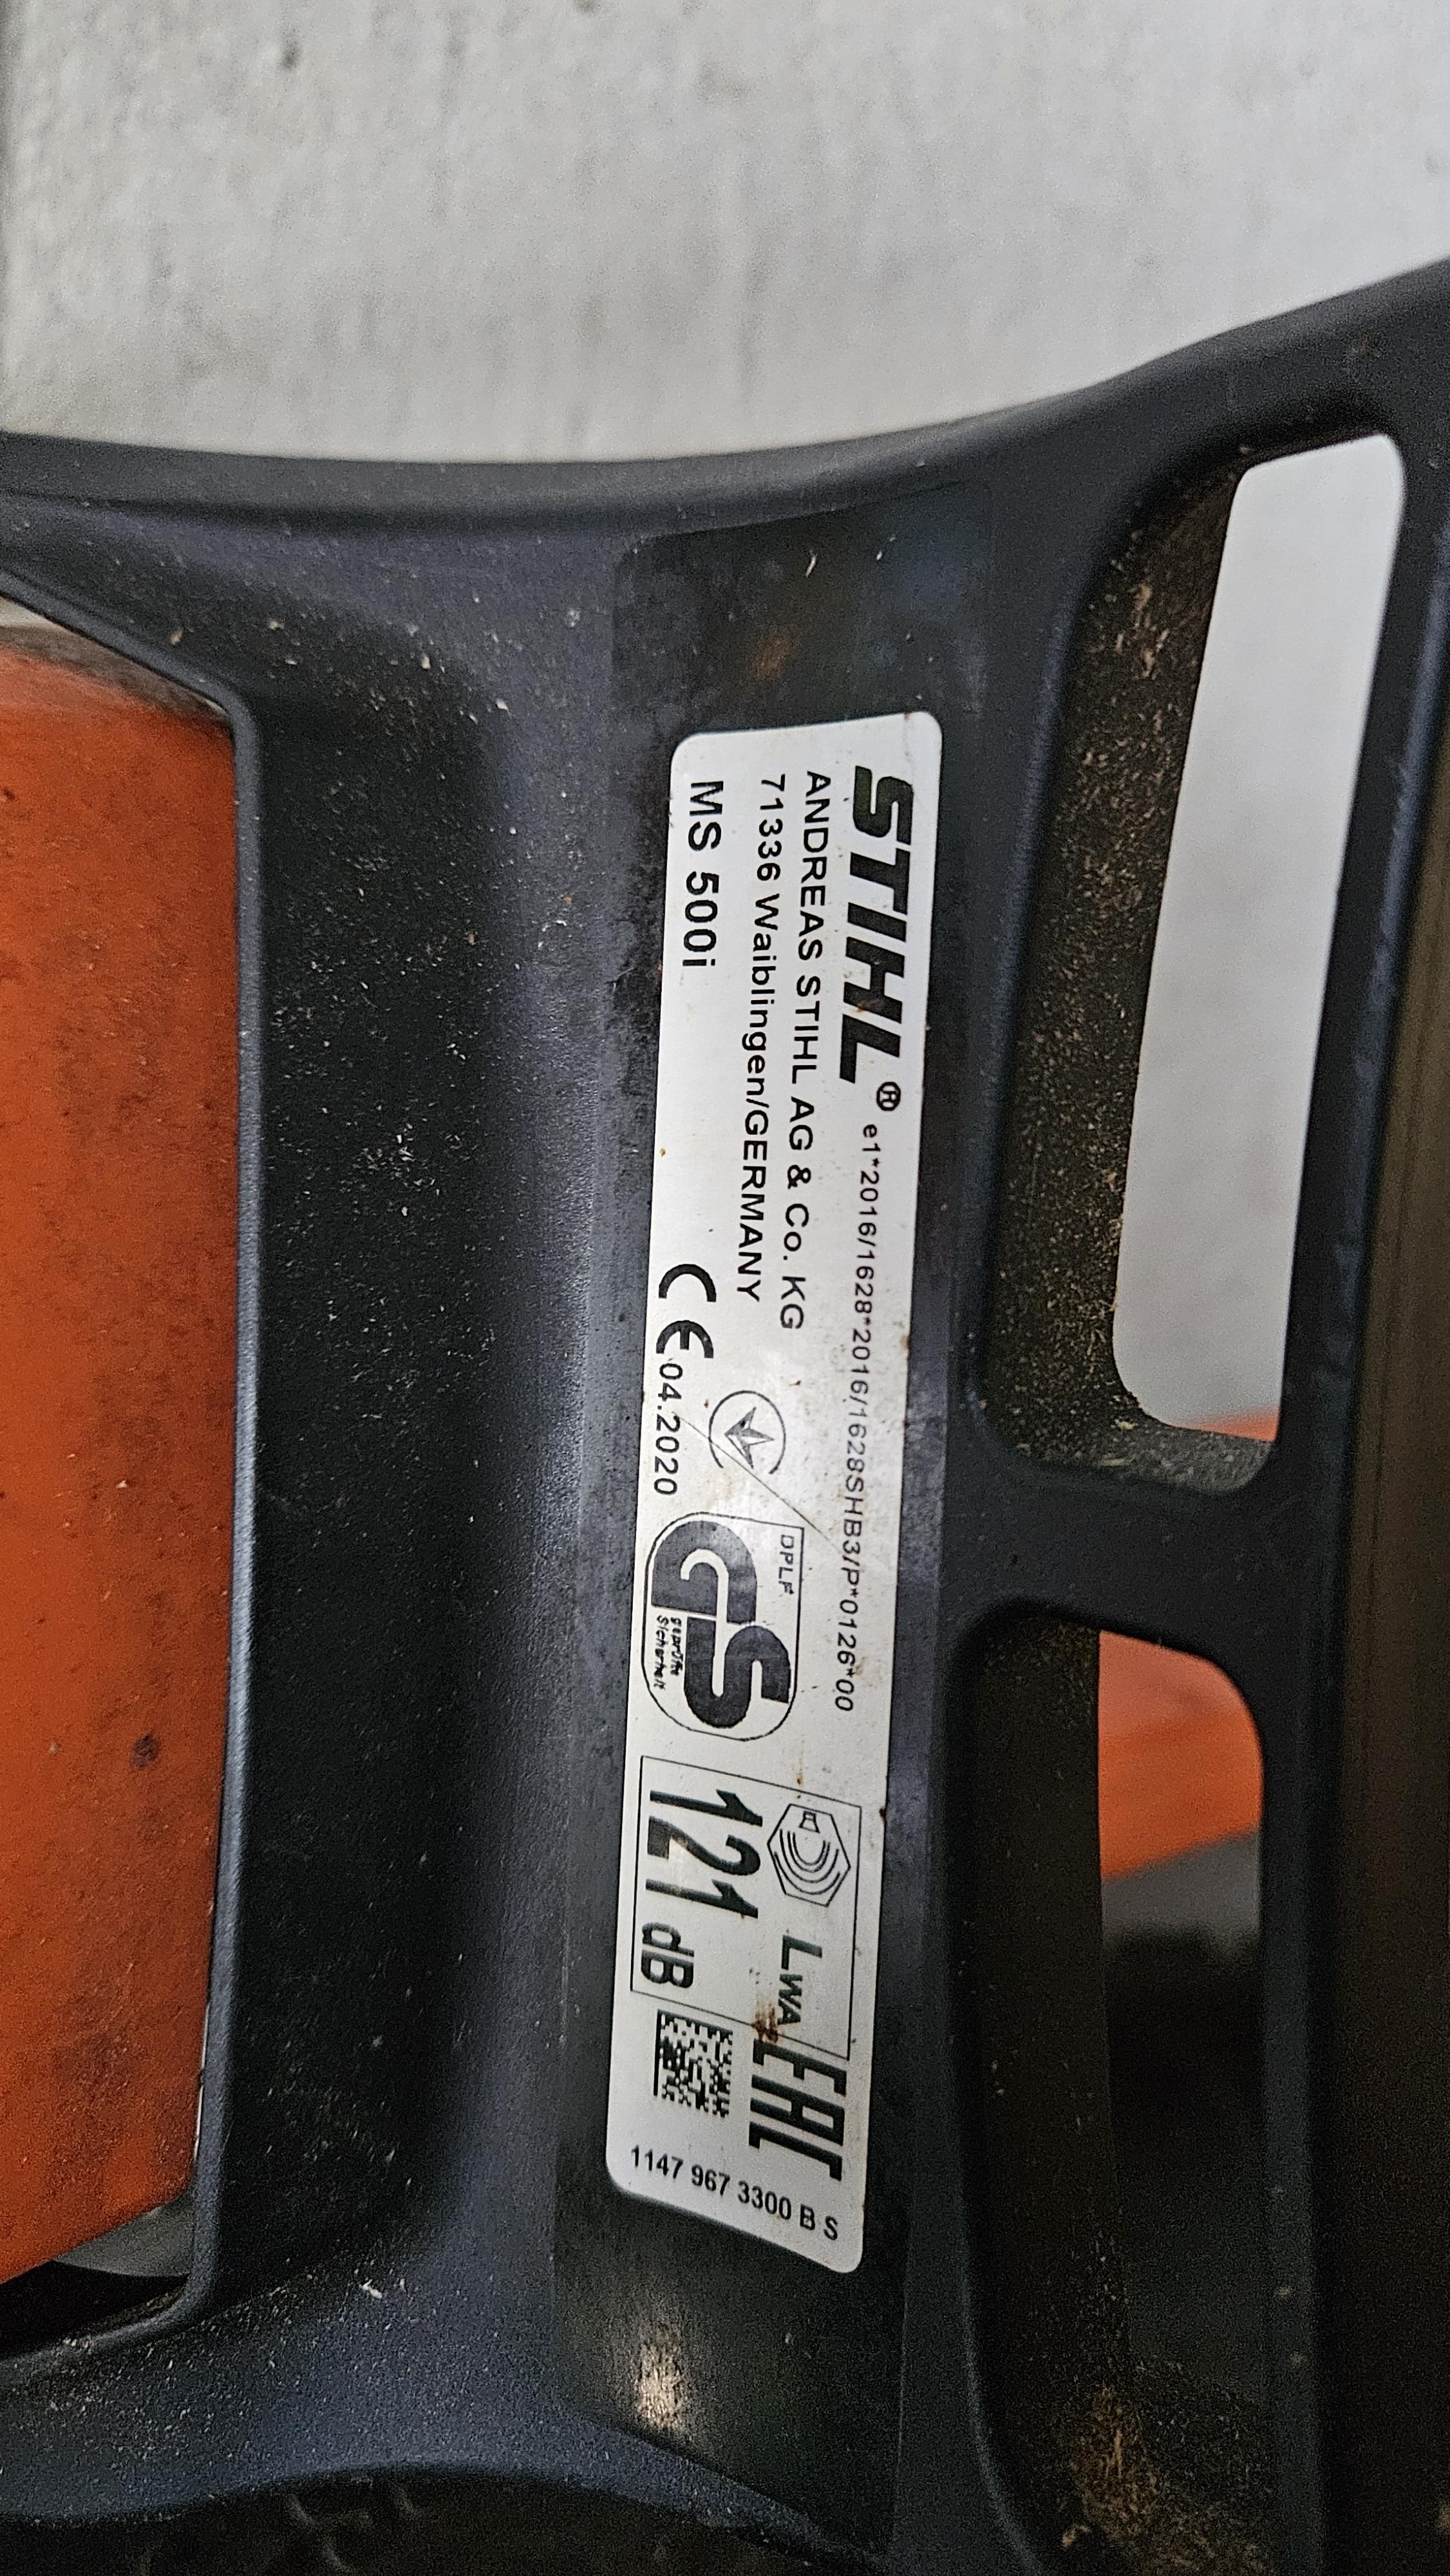 STIHL®
e1*2016/1628*2016/1628SHB3/P*0126*00
ANDREAS STIHL AG & Co. KG
71336 Waiblingen/GERMANY
MS 500i
CE 04.2020
DPLF
GS
geprüfte
Sicherheit
LWA
121 dB
EAC
1147 967 3300 B S